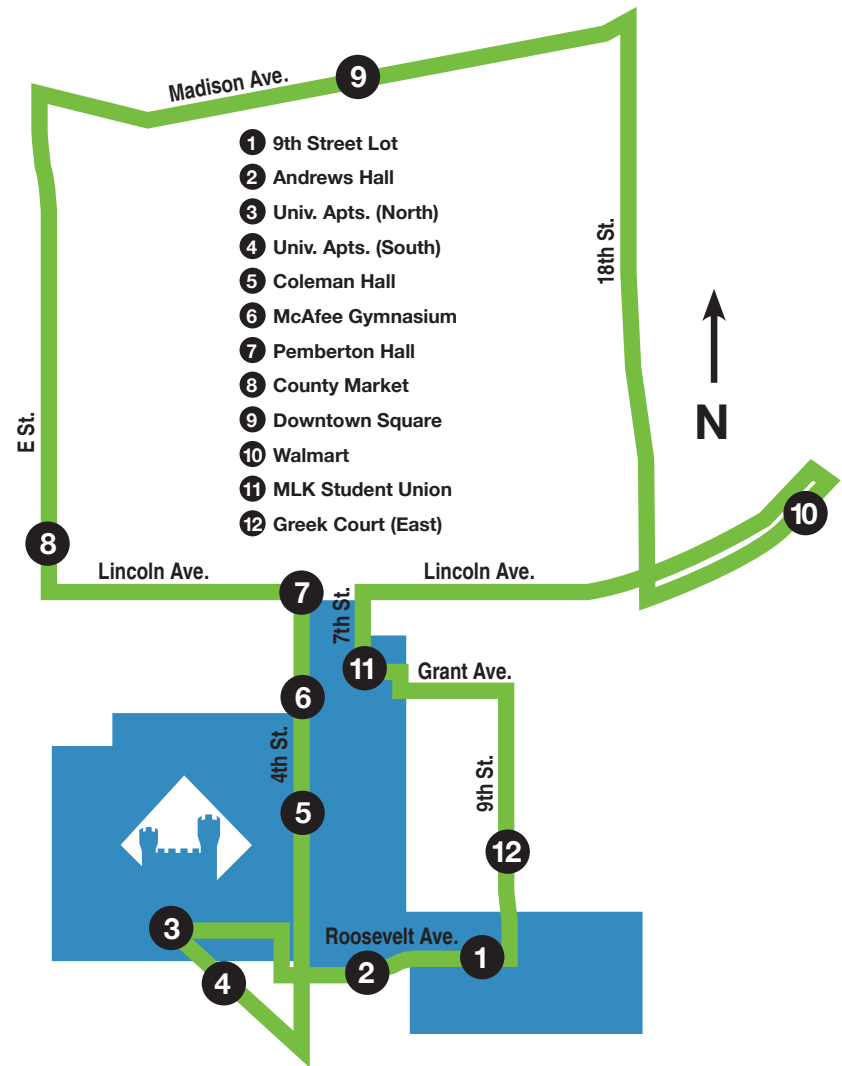 Madison Ave.
9
1 9th Street Lot
2 Andrews Hall
3 Univ. Apts. (North)
4 Univ. Apts. (South)
5 Coleman Hall
6 McAfee Gymnasium
7 Pemberton Hall
8 County Market
9 Downtown Square
10 Walmart
11 MLK Student Union
12 Greek Court (East)
18th St.
N
E St.
10
8
Lincoln Ave.
7
7th St.
Lincoln Ave.
11
Grant Ave.
6
4th St.
9th St.
5
12
3
Roosevelt Ave.
1
2
4